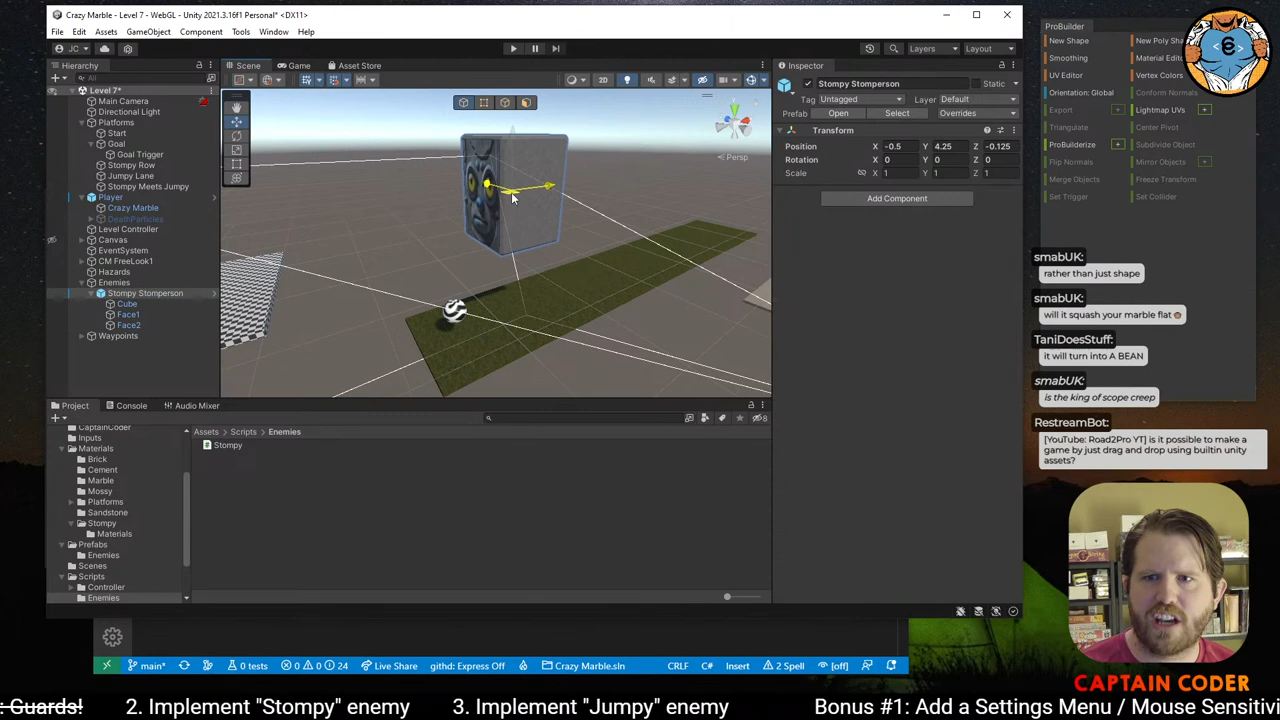 Crazy Marble - Level 7 - WebGL - Unity 2021.3.16f1 Personal* <DX11>
File Edit Assets GameObject Component Tools Window Help
JC
Layers Layout
Hierarchy
All
Level 7*
Main Camera
Directional Light
Platforms
Start
Goal
Goal Trigger
Stompy Row
Jumpy Lane
Stompy Meets Jumpy
Player
Crazy Marble
DeathParticles
Level Controller
Canvas
EventSystem
CM FreeLook1
Hazards
Enemies
Stompy Stomperson
Cube
Face1
Face2
Waypoints
Scene Game Asset Store
2D
Persp
Inspector
Stompy Stomperson Static
Tag Untagged Layer Default
Prefab Open Select Overrides
Transform
Position X -0.5 Y 4.25 Z -0.125
Rotation X 0 Y 0 Z 0
Scale X 1 Y 1 Z 1
Add Component
Project Console Audio Mixer
8
CaptainCoder
Inputs
Materials
Brick
Cement
Marble
Mossy
Platforms
Sandstone
Stompy
Materials
Prefabs
Enemies
Scenes
Scripts
Controller
Enemies
Assets Scripts Enemies
Stompy
ProBuilder
New Shape New Poly Shape
Smoothing Material Editor
UV Editor Vertex Colors
Orientation: Global Conform Normals
Export Lightmap UVs
Triangulate Center Pivot
ProBuilderize Subdivide Object
Flip Normals Mirror Objects
Merge Objects Freeze Transform
Set Trigger Set Collider
smabUK:
rather than just shape
smabUK:
will it squash your marble flat
TaniDoesStuff:
it will turn into A BEAN
smabUK:
is the king of scope creep
RestreamBot:
[YouTube: Road2Pro YT] is it possible to make a
game by just drag and drop using builtin unity
assets?
main* 0 tests 0 0 24 Live Share githd: Express Off Crazy Marble.sln CRLF C# Insert 2 Spell [off]
CAPTAIN CODER
: Guards! 2. Implement "Stompy" enemy 3. Implement "Jumpy" enemy Bonus #1: Add a Settings Menu / Mouse Sensitivi